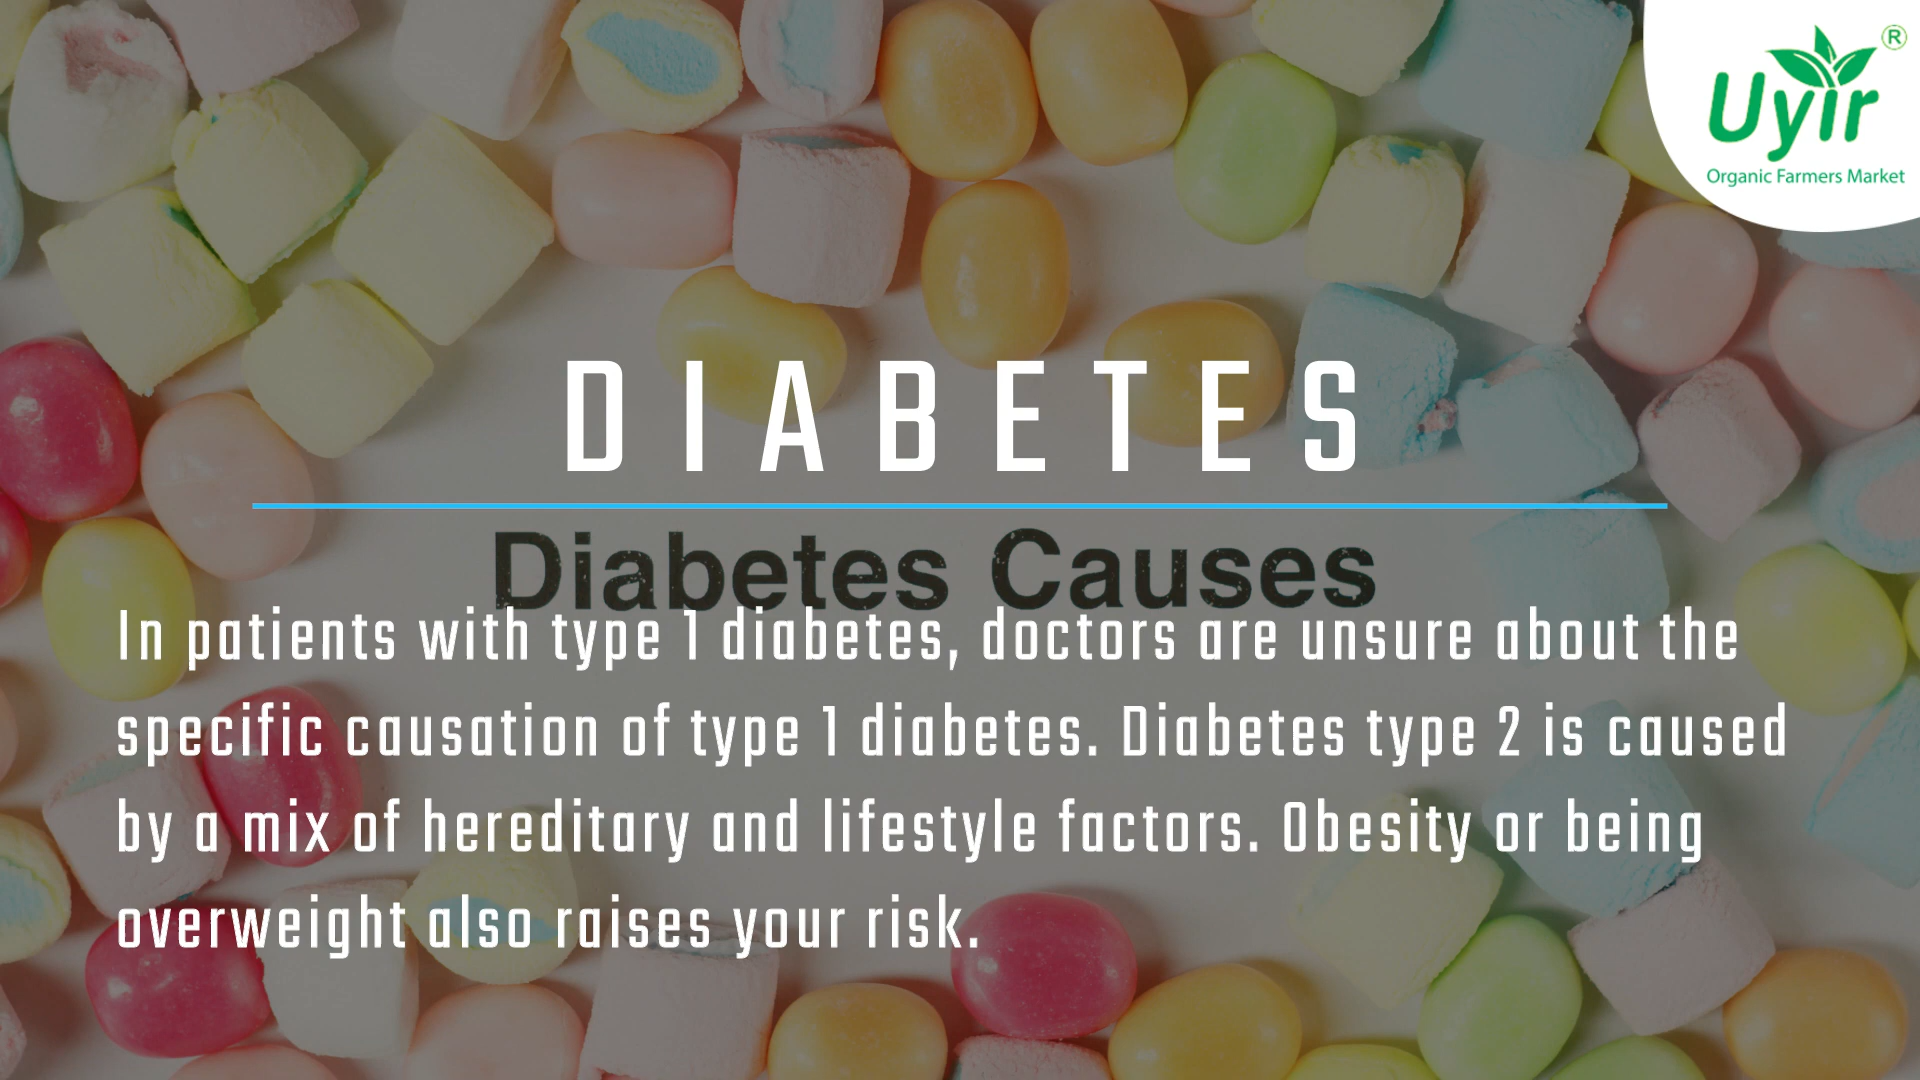 Uyir®
Organic Farmers Market
DIABETES
Diabetes Causes
In patients with type 1 diabetes, doctors are unsure about the
specific causation of type 1 diabetes. Diabetes type 2 is caused
by a mix of hereditary and lifestyle factors. Obesity or being
overweight also raises your risk.